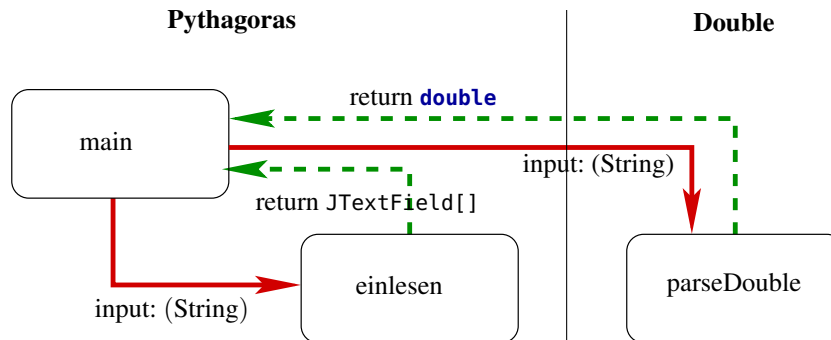 Pythagoras
Double
return double
main
input: (String)
return JTextField[]
einlesen
parseDouble
input: (String)